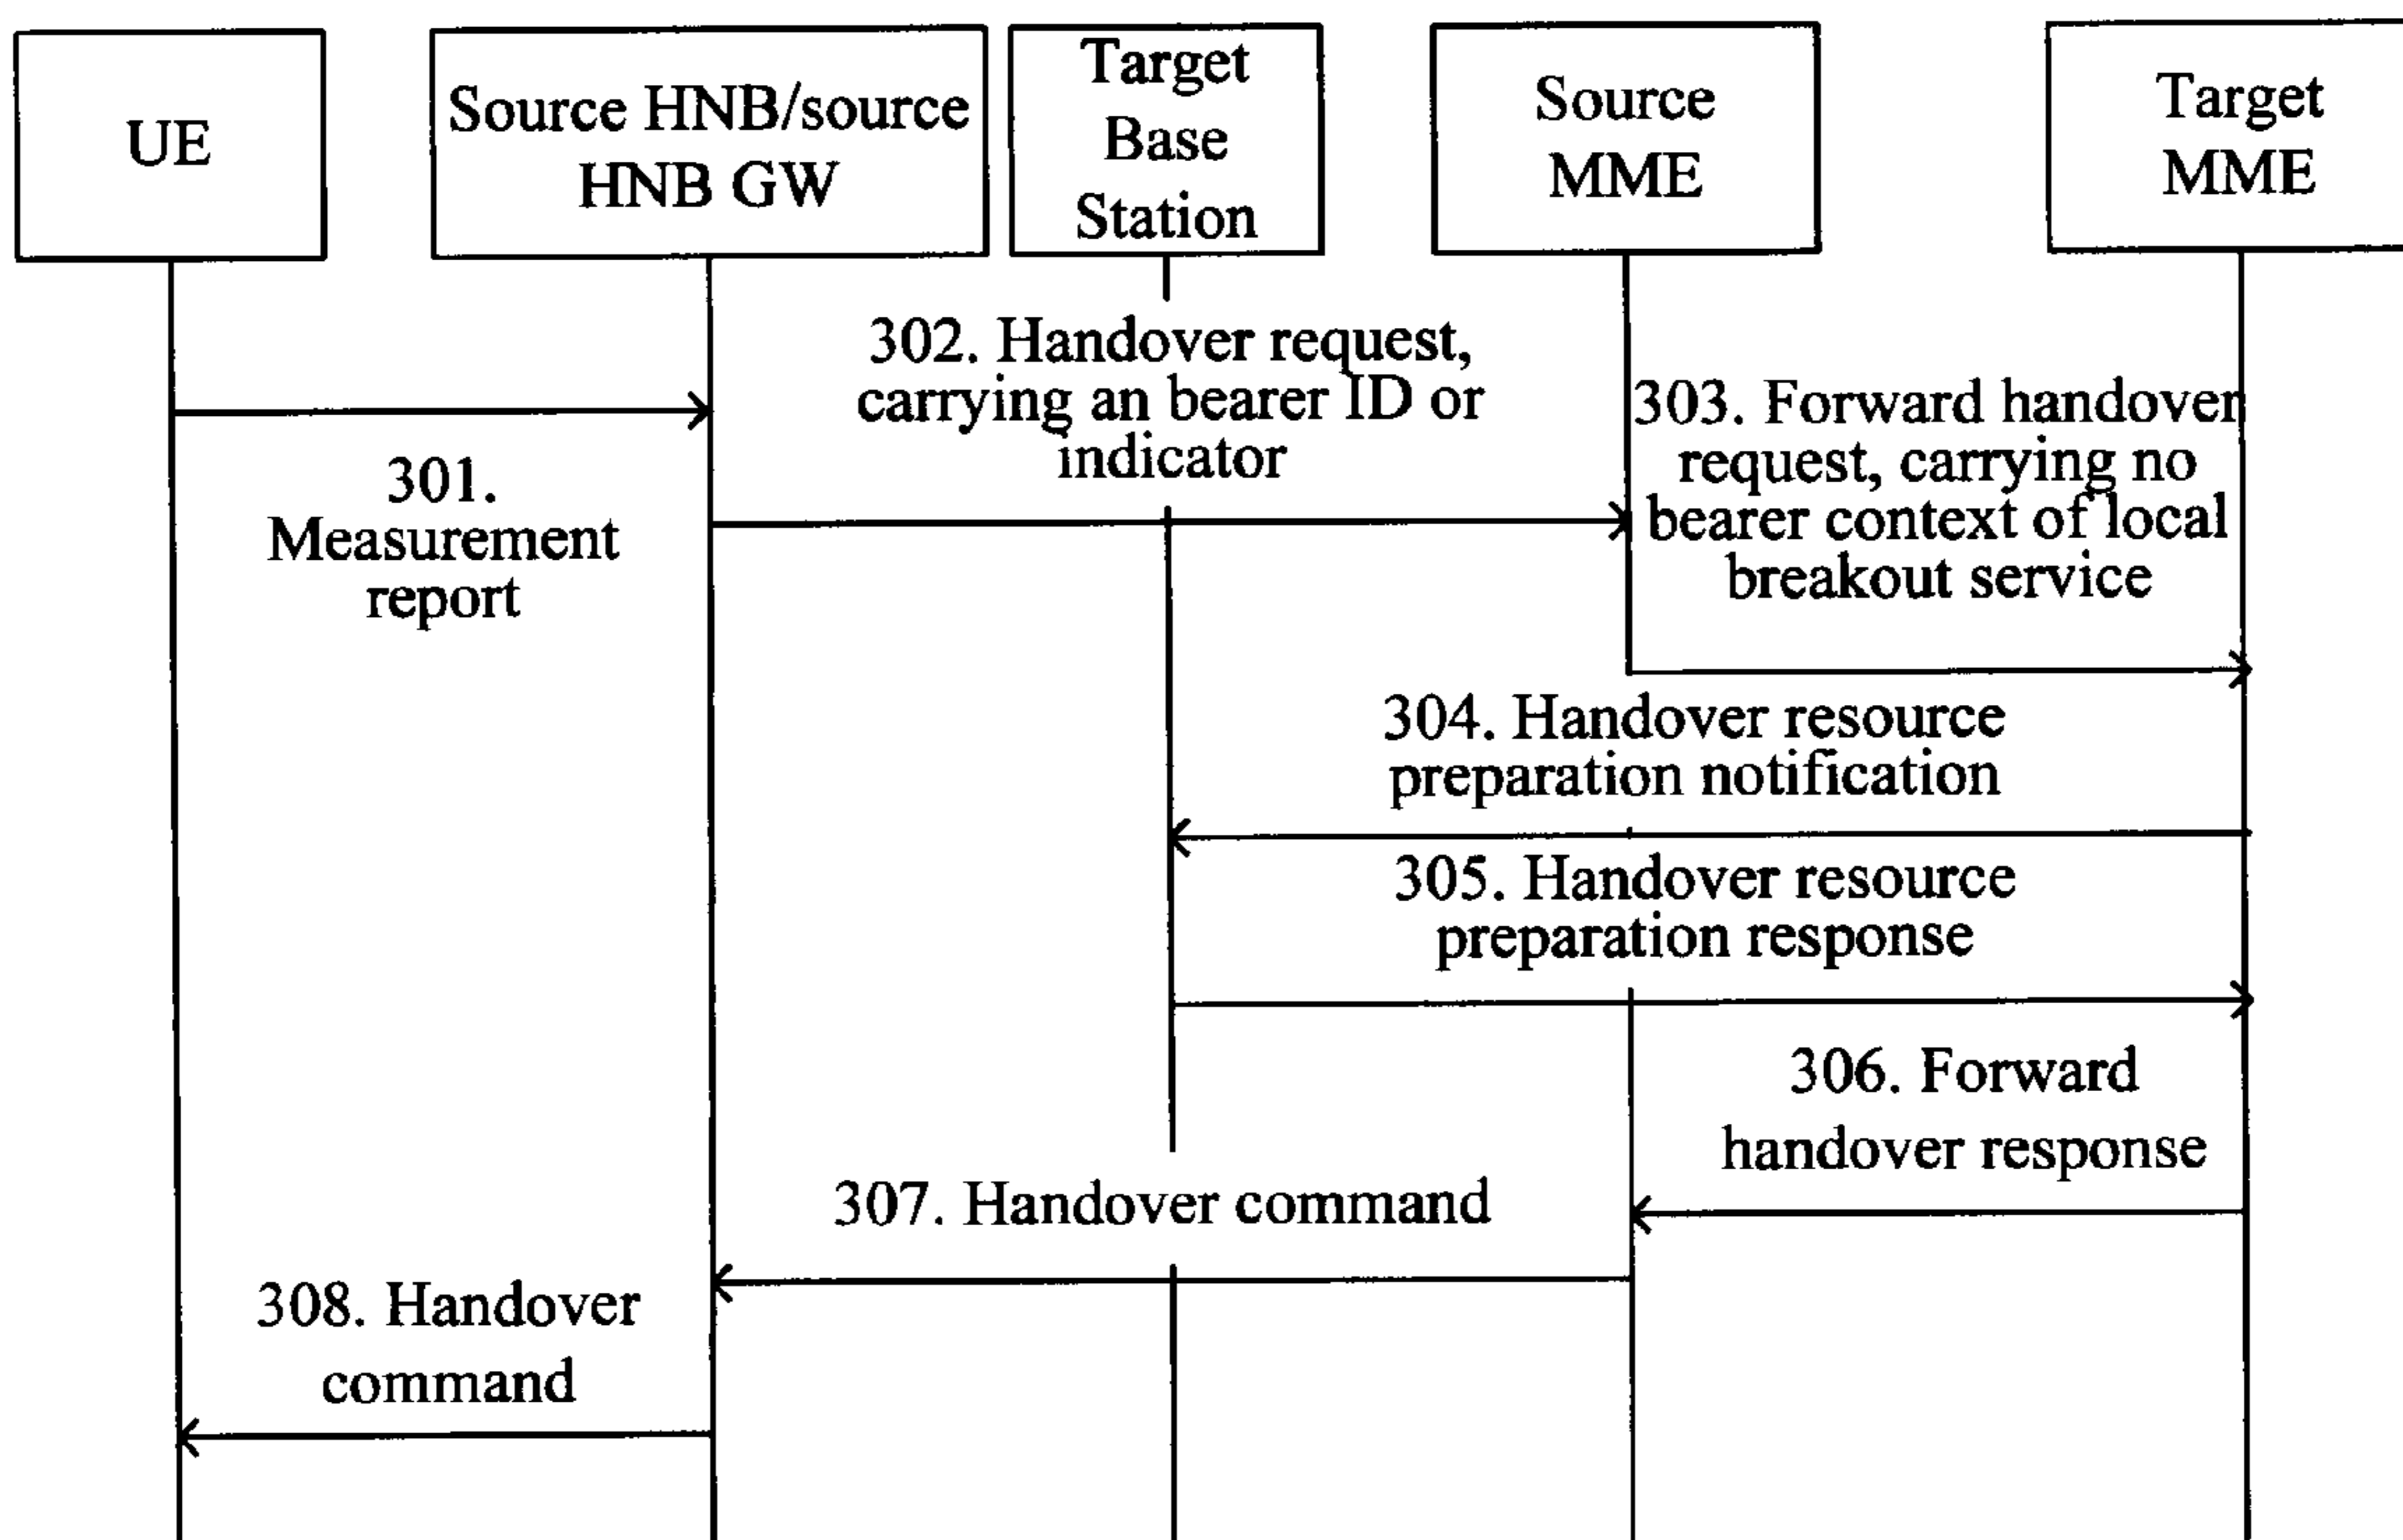 UE
Source HNB/source
HNB GW
Target
Base
Station
Source
MME
Target
MME
302. Handover request,
carrying an bearer ID or
indicator
303. Forward handover
request, carrying no
bearer context of local
breakout service
301.
Measurement
report
304. Handover resource
preparation notification
305. Handover resource
preparation response
306. Forward
handover response
307. Handover command
308. Handover
command